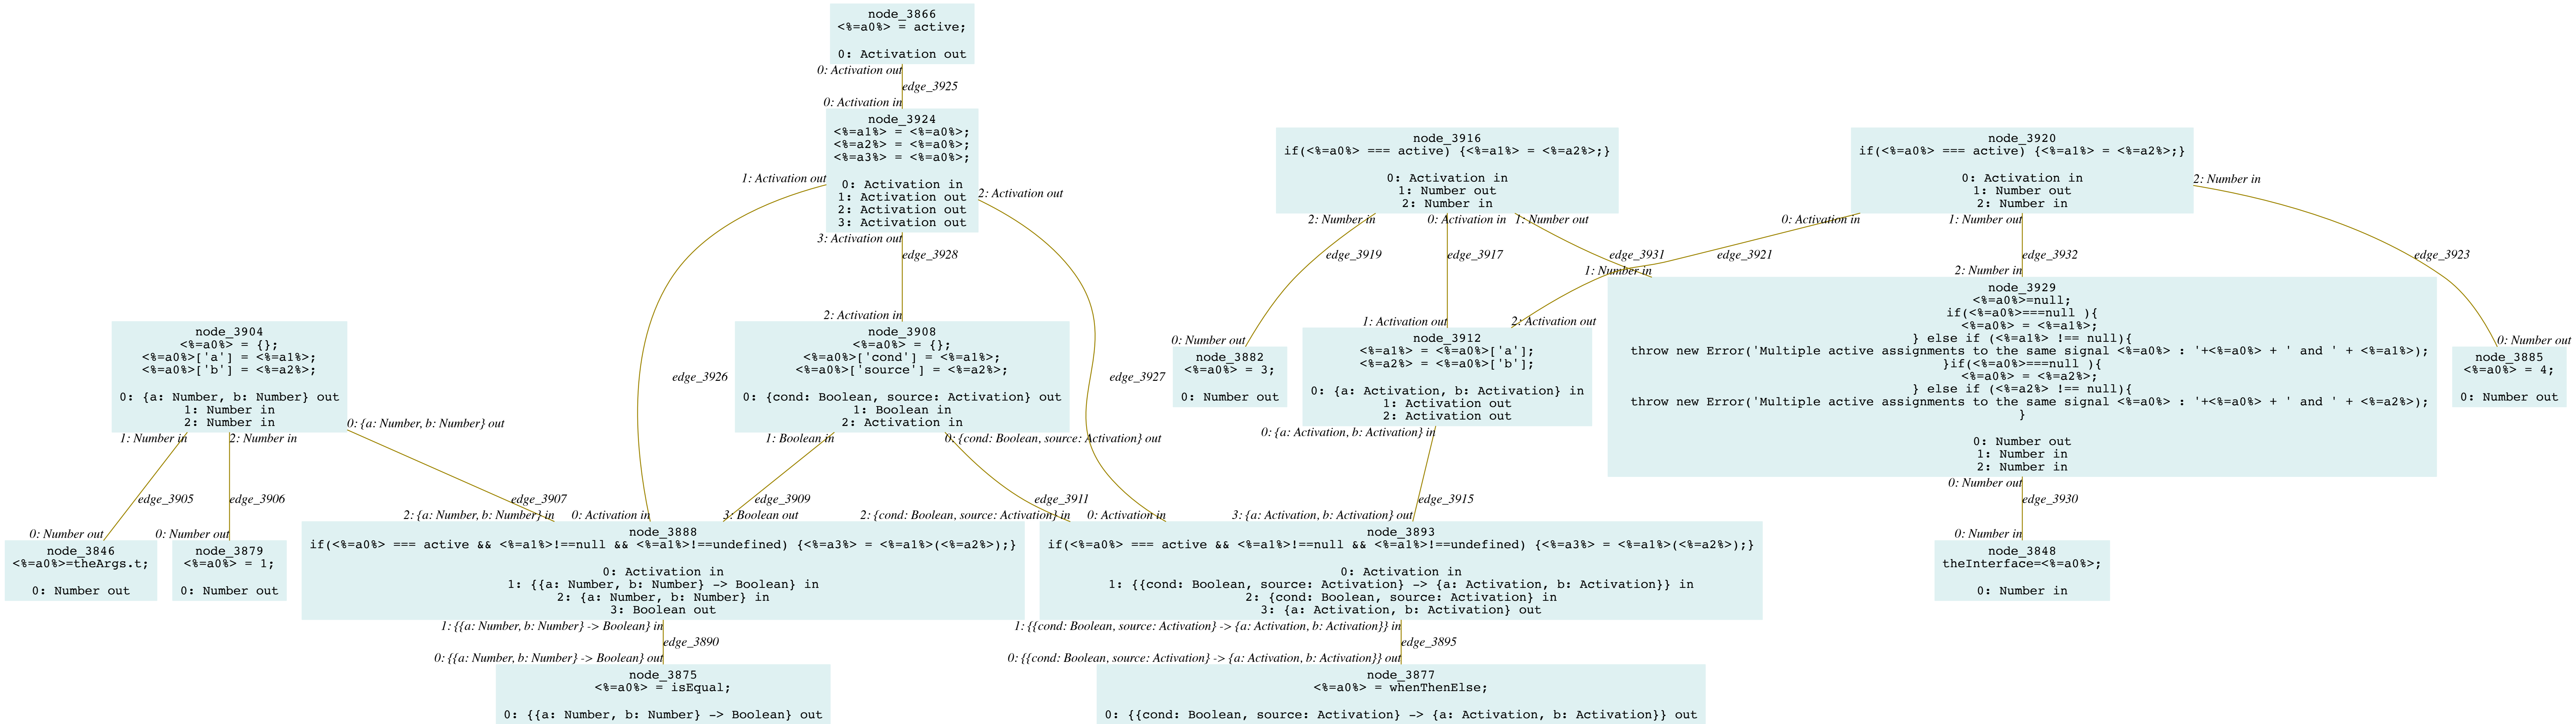 node_3866
<%=a0%> = active;
0: Activation out
0: Activation out
edge_3925
0: Activation in
node_3924
<%=a1%> = <%=a0%>;
<%=a2%> = <%=a0%>;
<%=a3%> = <%=a0%>;
0: Activation in
1: Activation out
2: Activation out
3: Activation out
1: Activation out
2: Activation out
3: Activation out
edge_3928
2: Activation in
edge_3926
edge_3927
node_3916
if(<%=a0%> === active) {<%=a1%> = <%=a2%>;}
0: Activation in
1: Number out
2: Number in
2: Number in
0: Activation in
1: Number out
edge_3919
edge_3917
edge_3931
node_3920
if(<%=a0%> === active) {<%=a1%> = <%=a2%>;}
0: Activation in
1: Number out
2: Number in
2: Number in
0: Activation in
1: Number out
edge_3921
edge_3932
edge_3923
1: Number in
2: Number in
node_3904
<%=a0%> = {};
<%=a0%>['a'] = <%=a1%>;
<%=a0%>['b'] = <%=a2%>;
0: {a: Number, b: Number} out
1: Number in
2: Number in
1: Number in
2: Number in
0: {a: Number, b: Number} out
edge_3905
edge_3906
edge_3907
node_3908
<%=a0%> = {};
<%=a0%>['cond'] = <%=a1%>;
<%=a0%>['source'] = <%=a2%>;
0: {cond: Boolean, source: Activation} out
1: Boolean in
2: Activation in
1: Boolean in
0: {cond: Boolean, source: Activation} out
edge_3909
edge_3911
0: Number out
node_3882
<%=a0%> = 3;
0: Number out
1: Activation out
2: Activation out
node_3912
<%=a1%> = <%=a0%>['a'];
<%=a2%> = <%=a0%>['b'];
0: {a: Activation, b: Activation} in
1: Activation out
2: Activation out
0: {a: Activation, b: Activation} in
edge_3915
node_3929
<%=a0%>=null;
if(<%=a0%>===null ){
<%=a0%> = <%=a1%>;
} else if (<%=a1%> !== null){
throw new Error('Multiple active assignments to the same signal <%=a0%> : '+<%=a0%> + ' and ' + <%=a1%>);
}if(<%=a0%>===null ){
<%=a0%> = <%=a2%>;
} else if (<%=a2%> !== null){
throw new Error('Multiple active assignments to the same signal <%=a0%> : '+<%=a0%> + ' and ' + <%=a2%>);
}
0: Number out
1: Number in
2: Number in
0: Number out
edge_3930
0: Number in
0: Number out
node_3885
<%=a0%> = 4;
0: Number out
0: Number out
node_3846
<%=a0%>=theArgs.t;
0: Number out
0: Number out
node_3879
<%=a0%> = 1;
0: Number out
2: {a: Number, b: Number} in
0: Activation in
3: Boolean out
node_3888
if(<%=a0%> === active && <%=a1%>!==null && <%=a1%>!==undefined) {<%=a3%> = <%=a1%>(<%=a2%>);}
0: Activation in
1: {{a: Number, b: Number} -> Boolean} in
2: {a: Number, b: Number} in
3: Boolean out
1: {{a: Number, b: Number} -> Boolean} in
edge_3890
0: {{a: Number, b: Number} -> Boolean} out
node_3875
<%=a0%> = isEqual;
0: {{a: Number, b: Number} -> Boolean} out
2: {cond: Boolean, source: Activation} in
0: Activation in
3: {a: Activation, b: Activation} out
node_3893
if(<%=a0%> === active && <%=a1%>!==null && <%=a1%>!==undefined) {<%=a3%> = <%=a1%>(<%=a2%>);}
0: Activation in
1: {{cond: Boolean, source: Activation} -> {a: Activation, b: Activation}} in
2: {cond: Boolean, source: Activation} in
3: {a: Activation, b: Activation} out
1: {{cond: Boolean, source: Activation} -> {a: Activation, b: Activation}} in
edge_3895
0: {{cond: Boolean, source: Activation} -> {a: Activation, b: Activation}} out
node_3877
<%=a0%> = whenThenElse;
0: {{cond: Boolean, source: Activation} -> {a: Activation, b: Activation}} out
node_3848
theInterface=<%=a0%>;
0: Number in